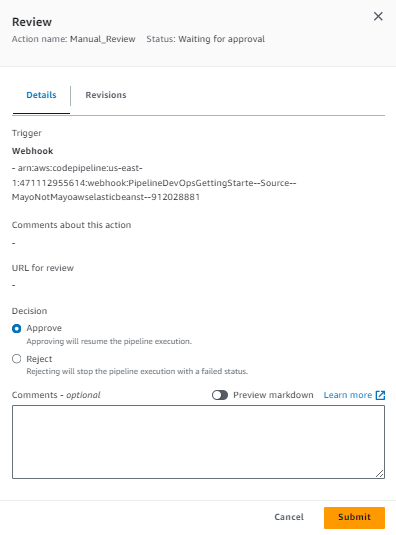 Review
Action name: Manual_Review Status: Waiting for approval
Details Revisions
Trigger
Webhook
- arn:aws:codepipeline:us-east-
1:471112955614:webhook:PipelineDevOpsGettingStarte--Source--
MayoNotMayoawselasticbeanst--912028881
Comments about this action
-
URL for review
-
Decision
Approve
Approving will resume the pipeline execution.
Reject
Rejecting will stop the pipeline execution with a failed status.
Comments - optional Preview markdown Learn more
Cancel Submit